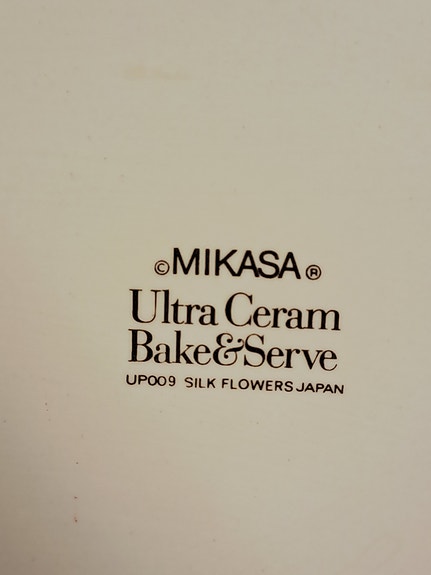 ©MIKASA®
Ultra Ceram
Bake&Serve
UP009 SILK FLOWERS JAPAN